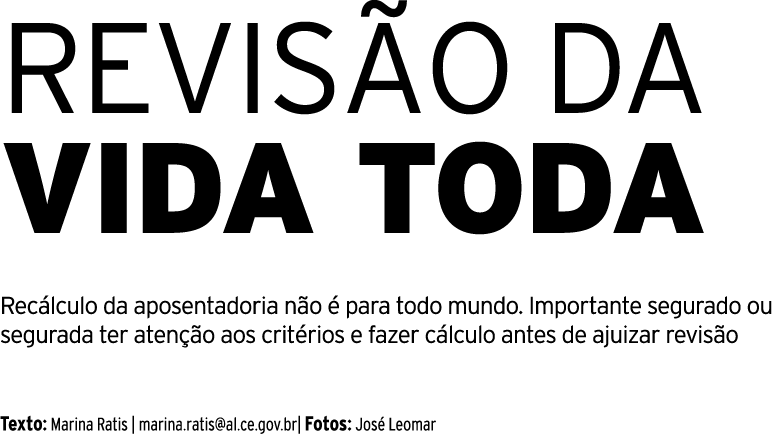 REVISÃO DA
VIDA TODA
Recálculo da aposentadoria não é para todo mundo. Importante segurado ou
segurada ter atenção aos critérios e fazer cálculo antes de ajuizar revisão
Texto: Marina Ratis | marina.ratis@al.ce.gov.br| Fotos: José Leomar